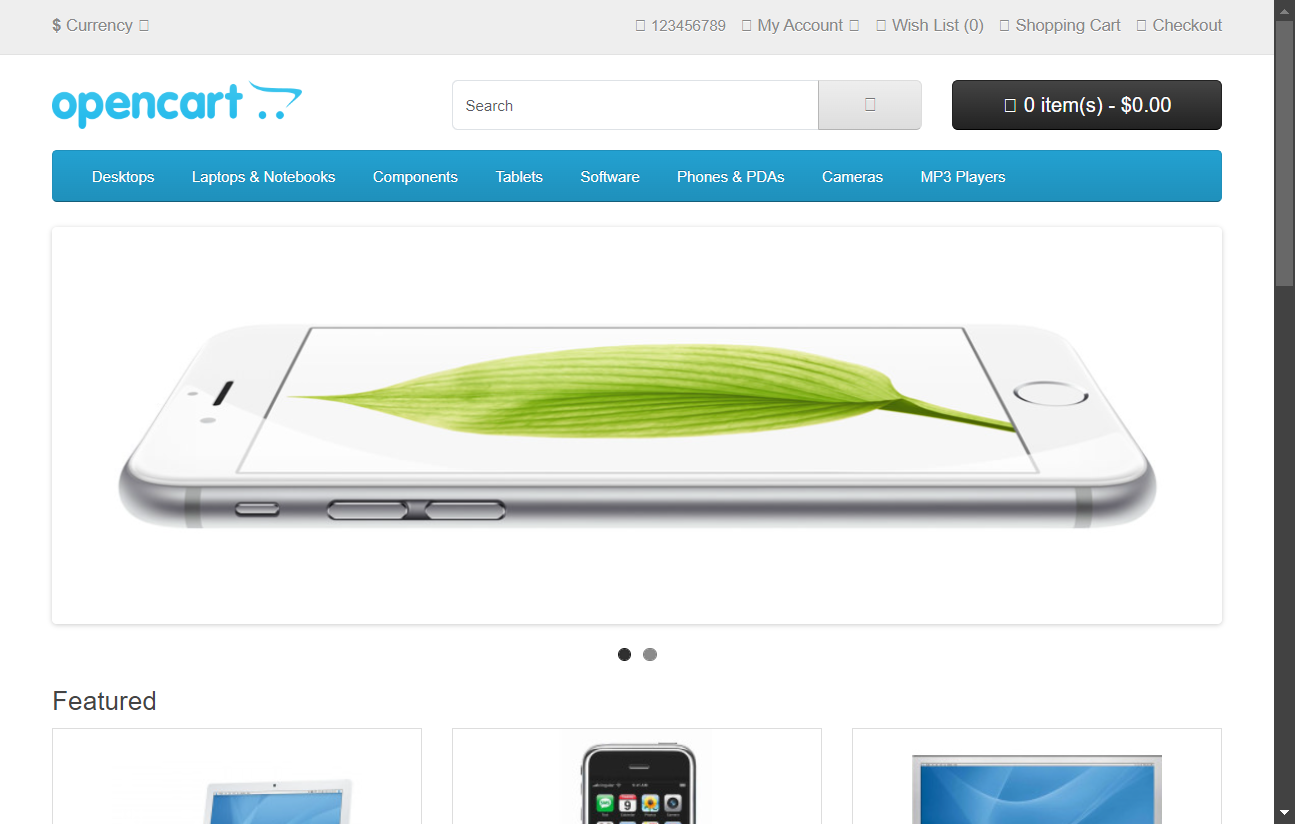 $ Currency
123456789 My Account Wish List (0) Shopping Cart Checkout
opencart
Search
0 item(s) - $0.00
Desktops Laptops & Notebooks Components Tablets Software Phones & PDAs Cameras MP3 Players
Featured